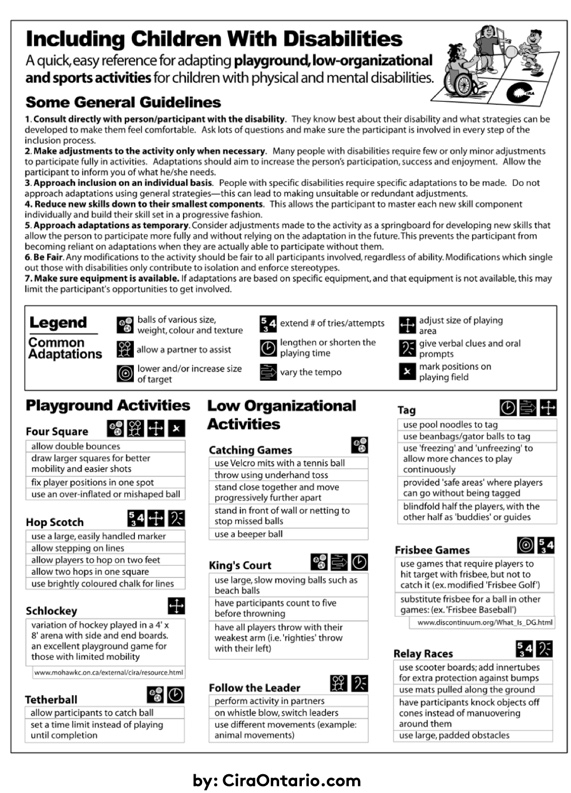 Including Children With Disabilities
A quick, easy reference for adapting playground, low-organizational
and sports activities for children with physical and mental disabilities.
Some General Guidelines
1. Consult directly with person/participant with the disability. They know best about their disability and what strategies can be
developed to make them feel comfortable. Ask lots of questions and make sure the participant is involved in every step of the
inclusion process.
2. Make adjustments to the activity only when necessary. Many people with disabilities require few or only minor adjustments
to participate fully in activities. Adaptations should aim to increase the person's participation, success and enjoyment. Allow the
participant to inform you of what he/she needs.
3. Approach inclusion on an individual basis. People with specific disabilities require specific adaptations to be made. Do not
approach adaptations using general strategies—this can lead to making unsuitable or redundant adjustments.
4. Reduce new skills down to their smallest components. This allows the participant to master each new skill component
individually and build their skill set in a progressive fashion.
5. Approach adaptations as temporary. Consider adjustments made to the activity as a springboard for developing new skills that
allow the person to participate more fully and without relying on the adaptation in the future. This prevents the participant from
becoming reliant on adaptations when they are actually able to participate without them.
6. Be Fair. Any modifications to the activity should be fair to all participants involved, regardless of ability. Modifications which single
out those with disabilities only contribute to isolation and enforce stereotypes.
7. Make sure equipment is available. If adaptations are based on specific equipment, and that equipment is not available, this may
limit the participant's opportunities to get involved.
Legend
Common
Adaptations
balls of various size,
weight, colour and texture
allow a partner to assist
lower and/or increase size
of target
5 4
3
extend # of tries/attempts
lengthen or shorten the
playing time
vary the tempo
adjust size of playing
area
give verbal clues and oral
prompts
x
mark positions on
playing field
Playground Activities
Four Square
x
allow double bounces
draw larger squares for better
mobility and easier shots
fix player positions in one spot
use an over-inflated or mishaped ball
Hop Scotch
5 4
3
use a large, easily handled marker
allow stepping on lines
allow players to hop on two feet
allow two hops in one square
use brightly coloured chalk for lines
Schlockey
variation of hockey played in a 4' x
8' arena with side and end boards.
an excellent playground game for
those with limited mobility
www.mohawkc.on.ca/external/cira/resource.html
Tetherball
allow participants to catch ball
set a time limit instead of playing
until completion
Low Organizational
Activities
Catching Games
use Velcro mits with a tennis ball
throw using underhand toss
stand close together and move
progressively further apart
stand in front of wall or netting to
stop missed balls
use a beeper ball
King's Court
use large, slow moving balls such as
beach balls
have participants count to five
before throwning
have all players throw with their
weakest arm (i.e. 'righties' throw
with their left)
Follow the Leader
perform activity in partners
on whistle blow, switch leaders
use different movements (example:
animal movements)
Tag
use pool noodles to tag
use beanbags/gator balls to tag
use 'freezing' and 'unfreezing' to
allow more chances to play
continuously
provided 'safe areas' where players
can go without being tagged
blindfold half the players, with the
other half as 'buddies' or guides
Frisbee Games
5 4
3
use games that require players to
hit target with frisbee, but not to
catch it (ex. modified 'Frisbee Golf')
substitute frisbee for a ball in other
games: (ex. 'Frisbee Baseball')
www.discontinuum.org/What_Is_DG.html
Relay Races
5 4
3
use scooter boards; add innertubes
for extra protection against bumps
use mats pulled along the ground
have participants knock objects off
cones instead of manuovering
around them
use large, padded obstacles
by: CiraOntario.com